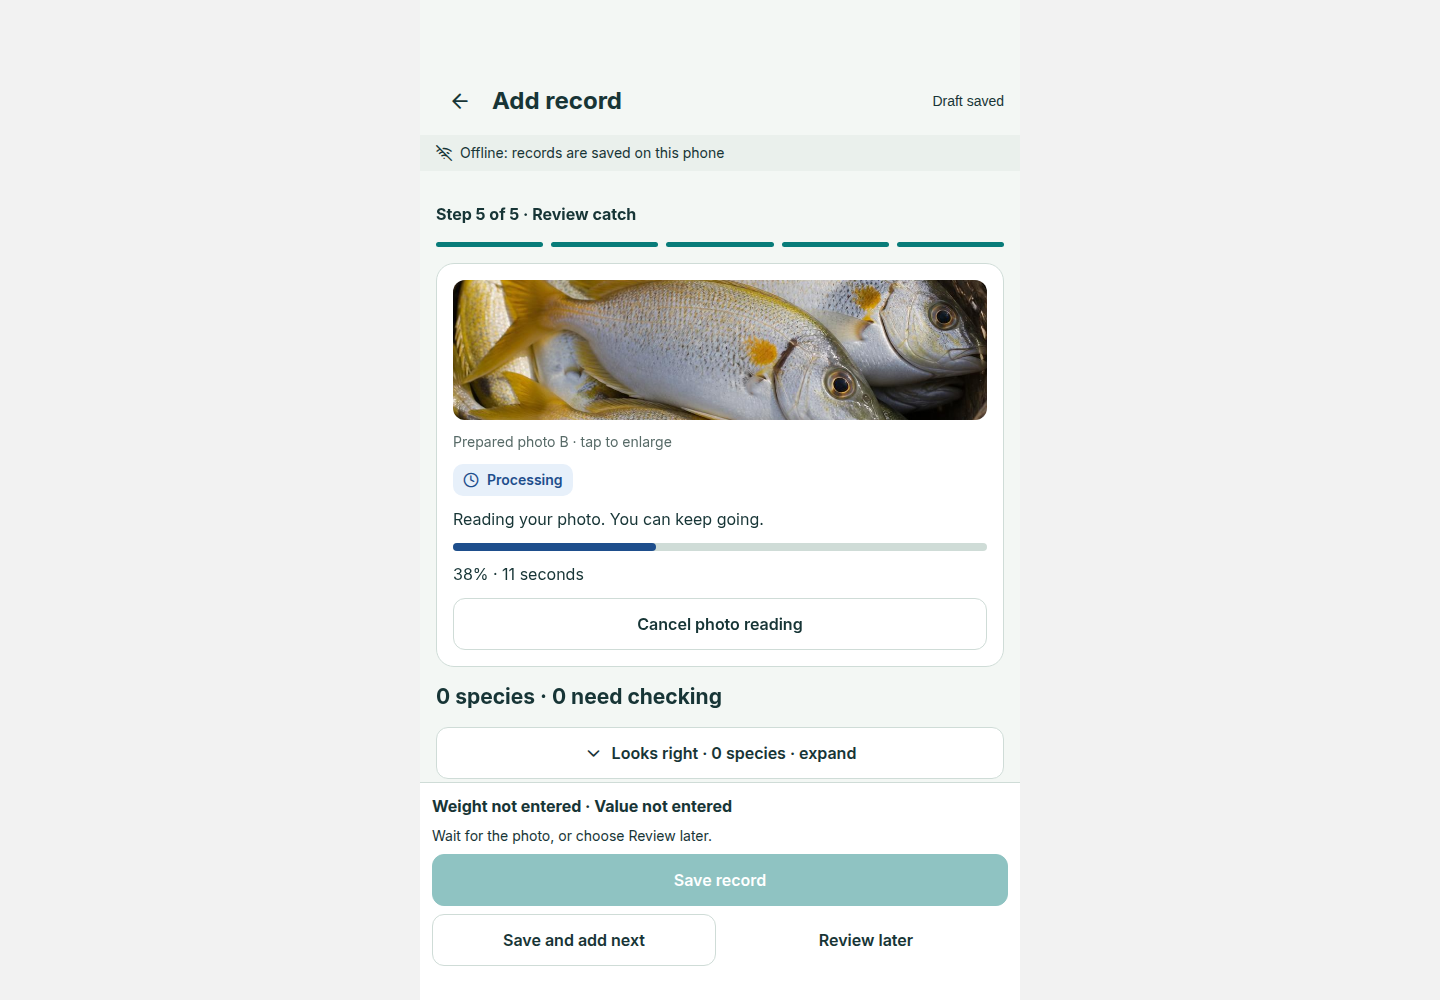 Add record
Draft saved
Offline: records are saved on this phone
Step 5 of 5 · Review catch
Prepared photo B · tap to enlarge
Processing
Reading your photo. You can keep going.
38% · 11 seconds
Cancel photo reading
0 species · 0 need checking
Looks right · 0 species · expand
Weight not entered · Value not entered
Wait for the photo, or choose Review later.
Save record
Save and add next
Review later